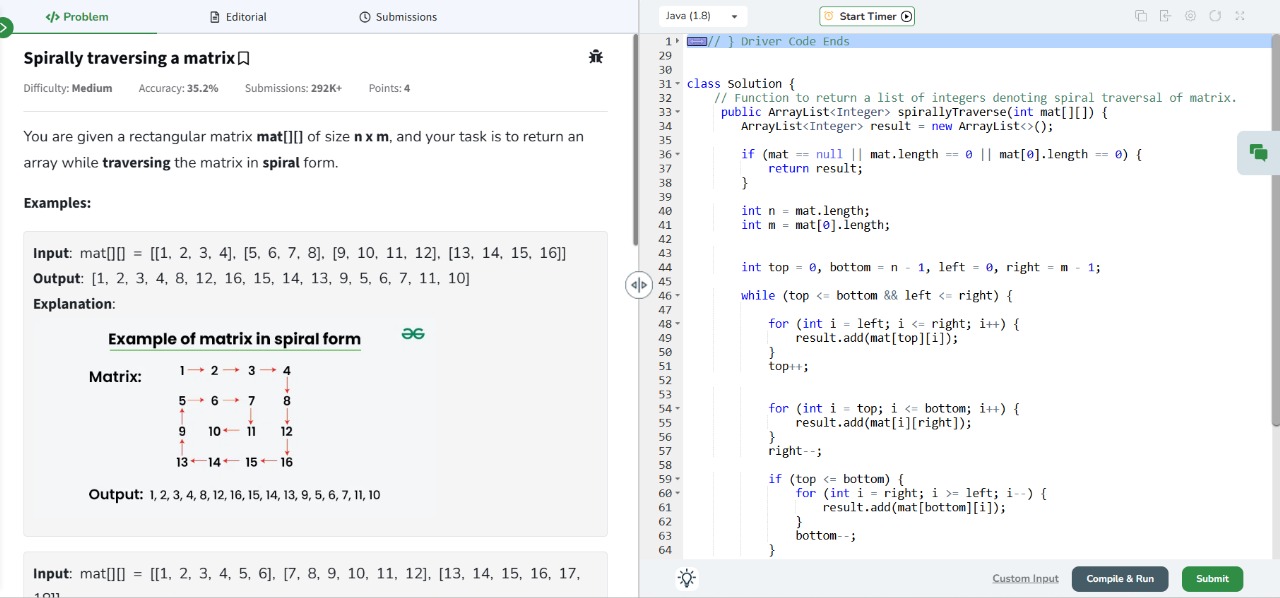 Problem
Editorial
Submissions
Spirally traversing a matrix
Difficulty: Medium Accuracy: 35.2% Submissions: 292K+ Points: 4
You are given a rectangular matrix mat[][] of size n x m, and your task is to return an
array while traversing the matrix in spiral form.
Examples:
Input: mat[][] = [[1, 2, 3, 4], [5, 6, 7, 8], [9, 10, 11, 12], [13, 14, 15, 16]]
Output: [1, 2, 3, 4, 8, 12, 16, 15, 14, 13, 9, 5, 6, 7, 11, 10]
Explanation:
Example of matrix in spiral form
Matrix:
1 2 3 4
5 6 7 8
9 10 11 12
13 14 15 16
Output: 1, 2, 3, 4, 8, 12, 16, 15, 14, 13, 9, 5, 6, 7, 11, 10
Input: mat[][] = [[1, 2, 3, 4, 5, 6], [7, 8, 9, 10, 11, 12], [13, 14, 15, 16, 17,
Java (1.8)
Start Timer
1 // } Driver Code Ends
29
30
31 class Solution {
32 // Function to return a list of integers denoting spiral traversal of matrix.
33 public ArrayList<Integer> spirallyTraverse(int mat[][]) {
34 ArrayList<Integer> result = new ArrayList<>();
35
36 if (mat == null || mat.length == 0 || mat[0].length == 0) {
37 return result;
38 }
39
40 int n = mat.length;
41 int m = mat[0].length;
42
43
44 int top = 0, bottom = n - 1, left = 0, right = m - 1;
45
46 while (top <= bottom && left <= right) {
47
48 for (int i = left; i <= right; i++) {
49 result.add(mat[top][i]);
50 }
51 top++;
52
53
54 for (int i = top; i <= bottom; i++) {
55 result.add(mat[i][right]);
56 }
57 right--;
58
59 if (top <= bottom) {
60 for (int i = right; i >= left; i--) {
61 result.add(mat[bottom][i]);
62 }
63 bottom--;
64 }
Custom Input
Compile & Run
Submit